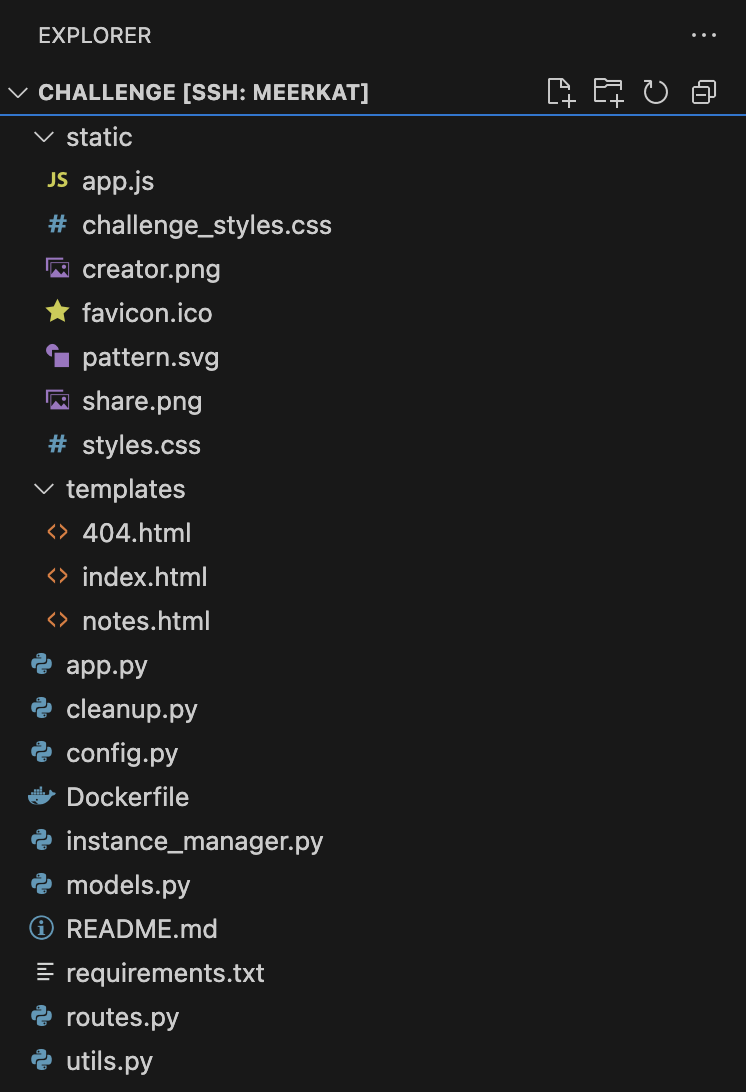 EXPLORER
CHALLENGE [SSH: MEERKAT]
static
JS app.js
# challenge_styles.css
creator.png
favicon.ico
pattern.svg
share.png
# styles.css
templates
<> 404.html
<> index.html
<> notes.html
app.py
cleanup.py
config.py
Dockerfile
instance_manager.py
models.py
README.md
requirements.txt
routes.py
utils.py